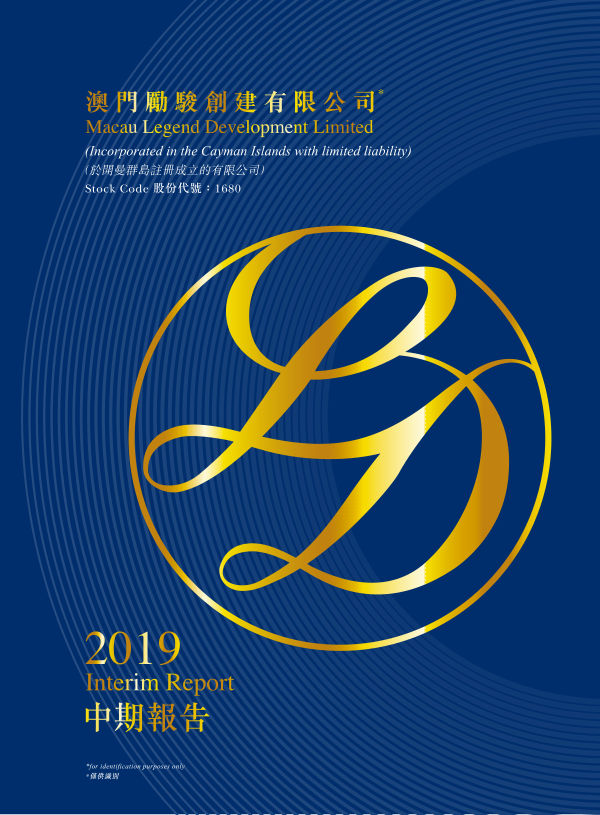 澳門勵駿創建有限公司*
Macau Legend Development Limited
(Incorporated in the Cayman Islands with limited liability)
(於開曼群島註冊成立的有限公司)
Stock Code 股份代號：1680
LD
2019
Interim Report
中期報告
*for identification purposes only
*僅供識別